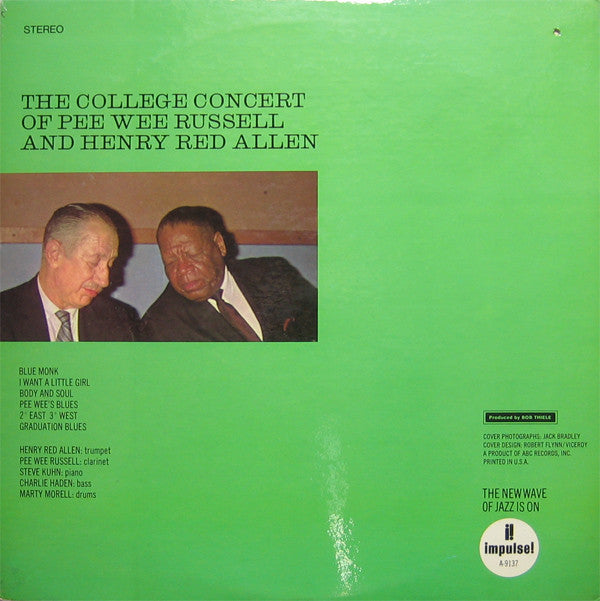 STEREO
THE COLLEGE CONCERT
OF PEE WEE RUSSELL
AND HENRY RED ALLEN
BLUE MONK
I WANT A LITTLE GIRL
BODY AND SOUL
PEE WEE'S BLUES
2° EAST 3° WEST
GRADUATION BLUES
HENRY RED ALLEN: trumpet
PEE WEE RUSSELL: clarinet
STEVE KUHN: piano
CHARLIE HADEN: bass
MARTY MORELL: drums
Produced by BOB THIELE
COVER PHOTOGRAPHS: JACK BRADLEY
COVER DESIGN: ROBERT FLYNN/VICEROY
A PRODUCT OF ABC RECORDS, INC.
PRINTED IN U.S.A.
THE NEW WAVE
OF JAZZ IS ON
i!
impulse!
A-9137